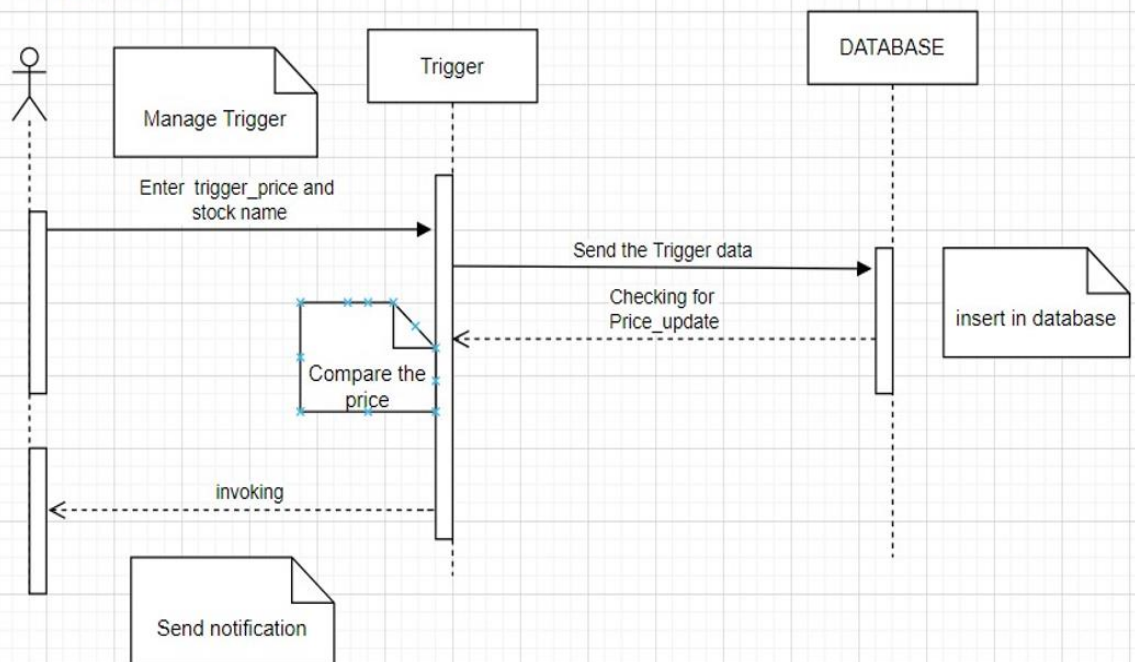 DATABASE
Trigger
Manage Trigger
Enter trigger_price and
stock name
Send the Trigger data
Checking for
Price_update
insert in database
Compare the
price
invoking
Send notification